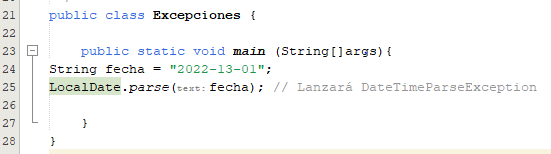 21 public class Excepciones {
22
23 public static void main (String[]args){
24 String fecha = "2022-13-01";
25 LocalDate.parse(text: fecha); // Lanzará DateTimeParseException
26
27 }
28 }